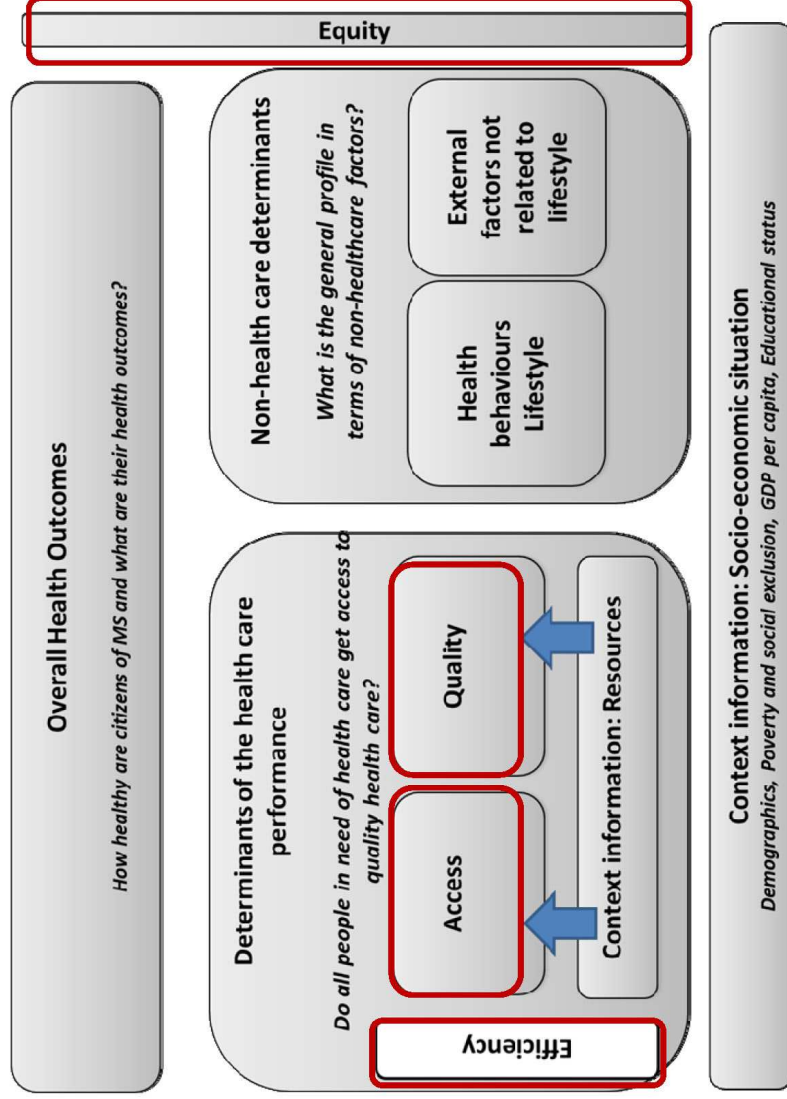 Overall Health Outcomes
How healthy are citizens of MS and what are their health outcomes?
Determinants of the health care
performance
Do all people in need of health care get access to
quality health care?
Efficiency
Access
Quality
Context information: Resources
Non-health care determinants
What is the general profile in
terms of non-healthcare factors?
Health
behaviours
Lifestyle
External
factors not
related to
lifestyle
Equity
Context information: Socio-economic situation
Demographics, Poverty and social exclusion, GDP per capita, Educational status